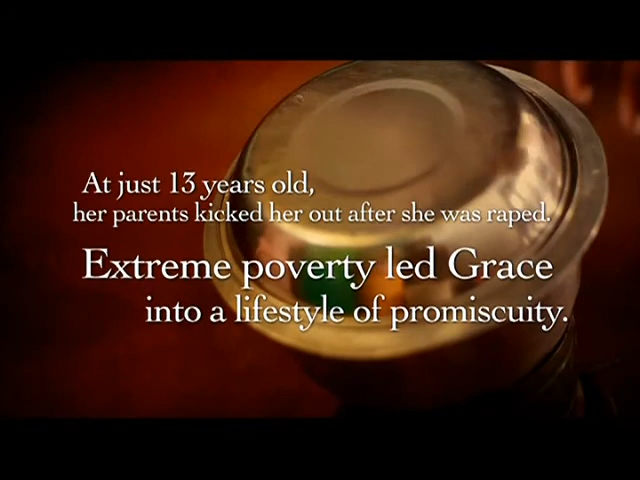 At just 13 years old,
her parents kicked her out after she was raped.
Extreme poverty led Grace
into a lifestyle of promiscuity.